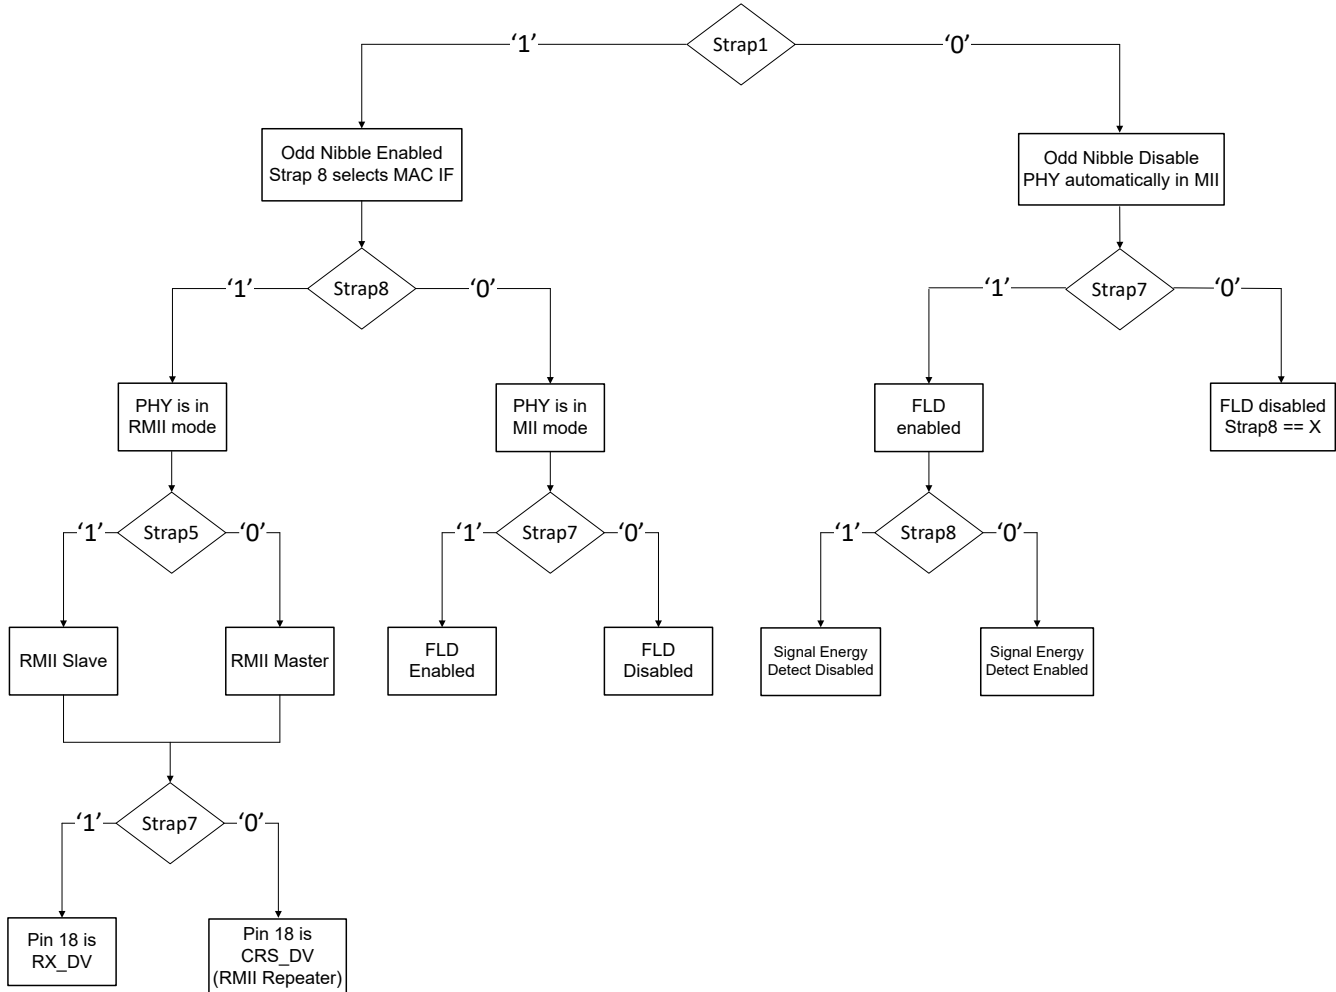 ‘1’
Strap1
‘0’
Odd Nibble Enabled
Strap 8 selects MAC IF
Odd Nibble Disable
PHY automatically in MII
‘1’
Strap8
‘0’
‘1’
Strap7
‘0’
PHY is in
RMII mode
PHY is in
MII mode
FLD
enabled
FLD disabled
Strap8 == X
‘1’
Strap5
‘0’
‘1’
Strap7
‘0’
‘1’
Strap8
‘0’
RMII Slave
RMII Master
FLD
Enabled
FLD
Disabled
Signal Energy
Detect Disabled
Signal Energy
Detect Enabled
‘1’
Strap7
‘0’
Pin 18 is
RX_DV
Pin 18 is
CRS_DV
(RMII Repeater)